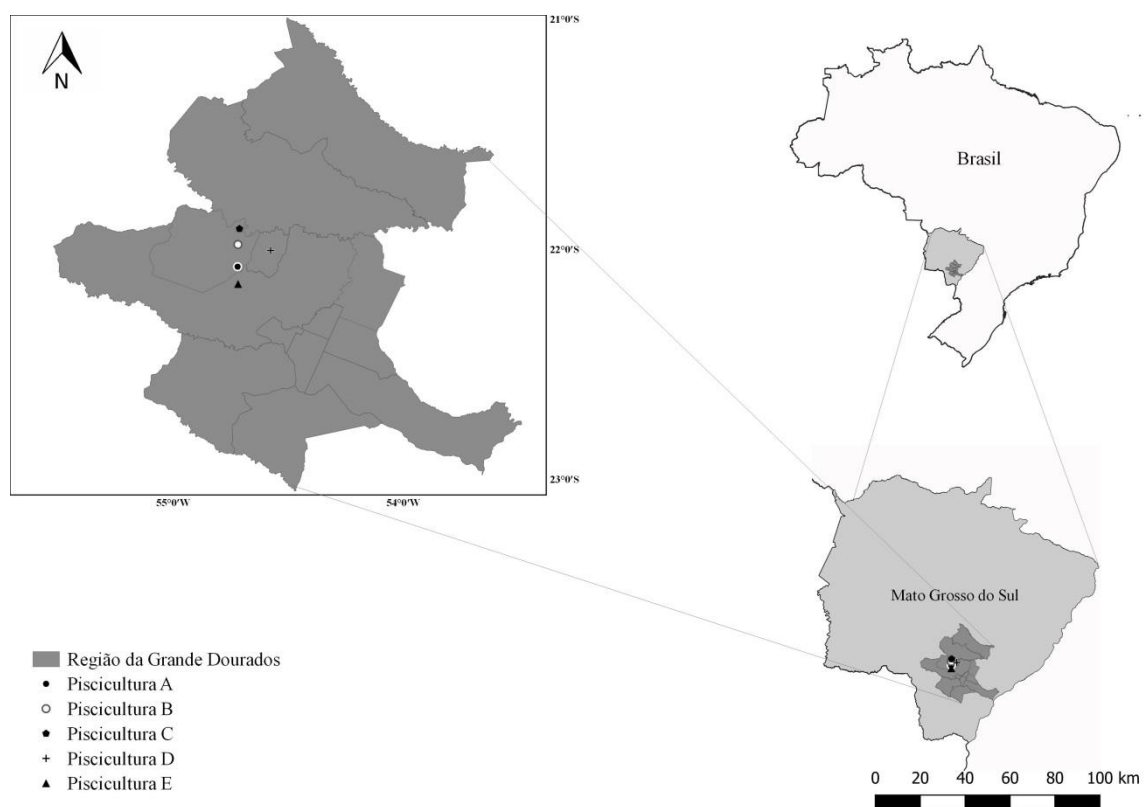 N
21°0'S
22°0'S
23°0'S
55°0'W
54°0'W
Brasil
Mato Grosso do Sul
Região da Grande Dourados
Piscicultura A
Piscicultura B
Piscicultura C
Piscicultura D
Piscicultura E
0 20 40 60 80 100 km